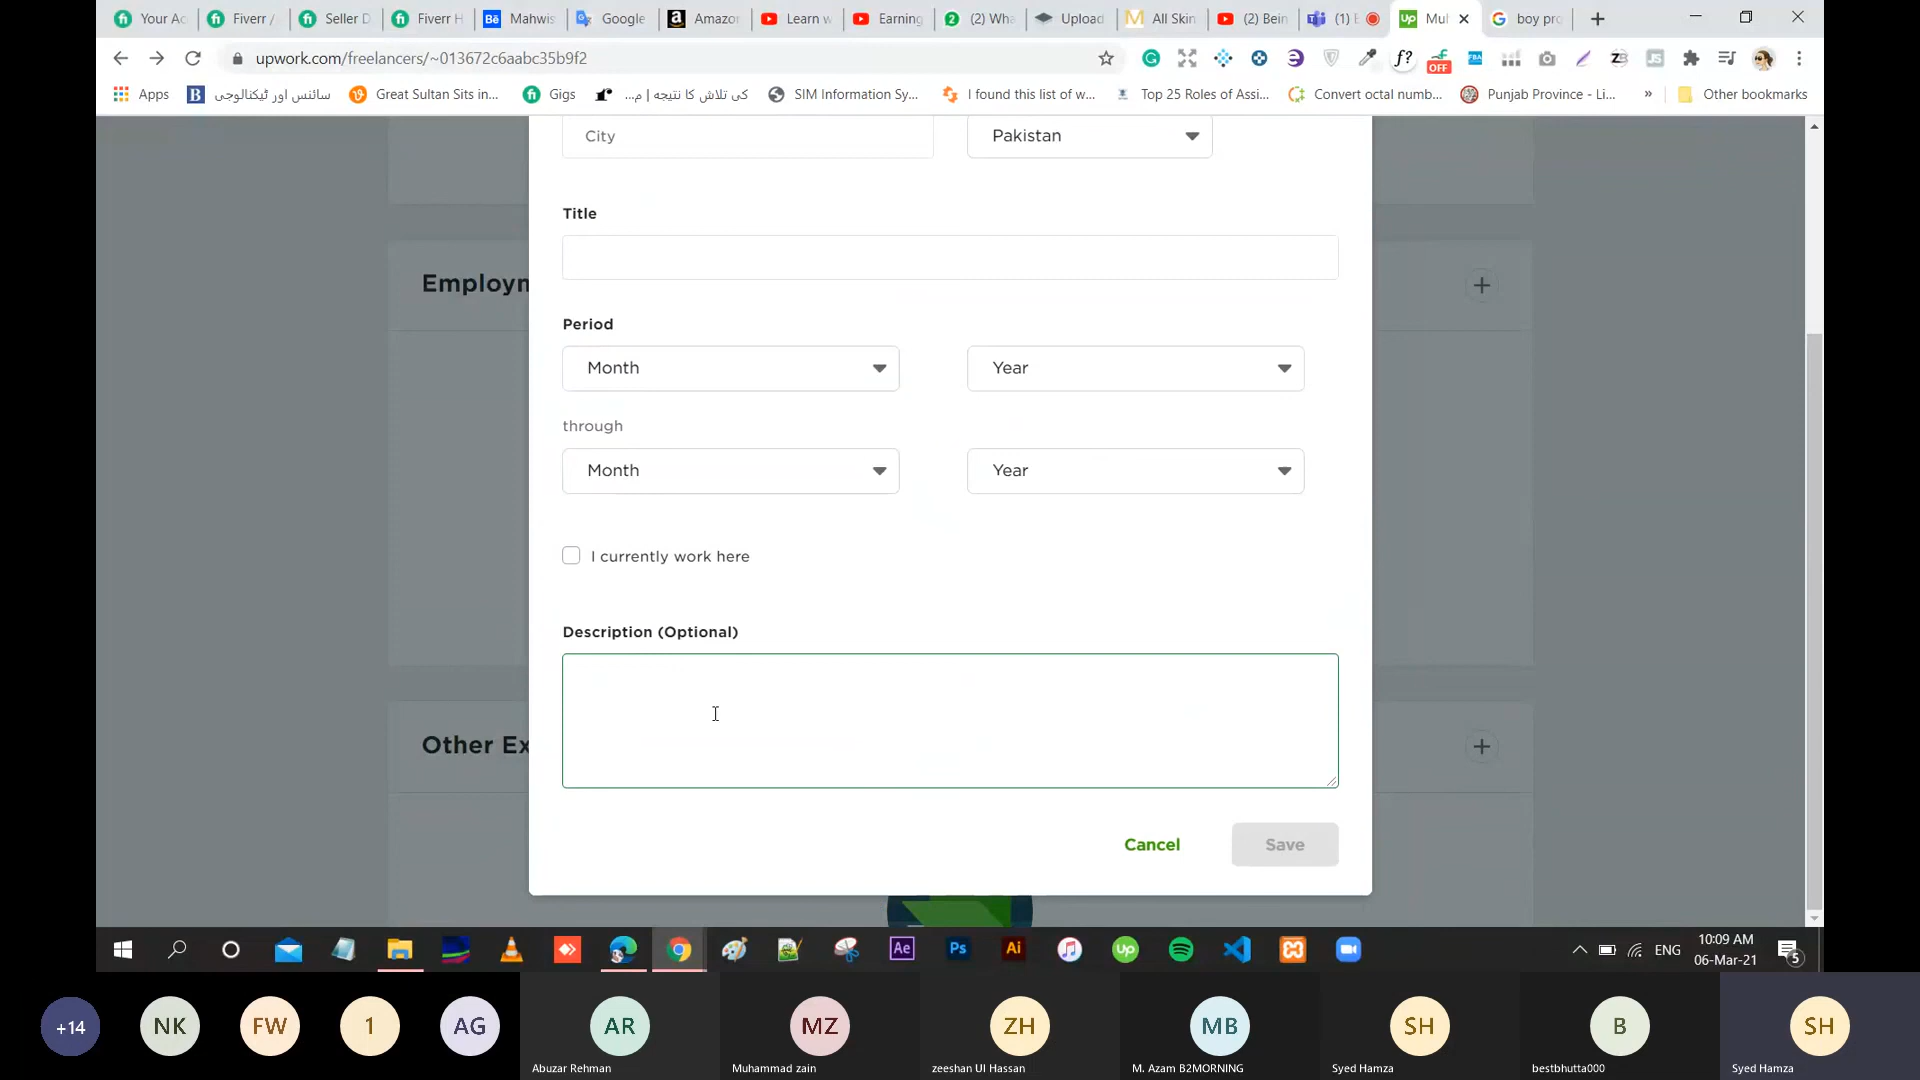 Your Ac
Fiverr /
Seller D
Fiverr H
Mahwis
Google
Amazo
Learn w
Earning
(2) Wha
Upload
All Skin
(2) Bein
Mul
boy pro
upwork.com/freelancers/~013672c6aabc35b9f2
OFF
Apps
سائنس اور ٹیکنالوجی
Great Sultan Sits in...
Gigs
کی تلاش کا نتیجہ | م...
SIM Information Sy...
I found this list of w...
Top 25 Roles of Assi...
Convert octal numb...
Punjab Province - Li...
»
Other bookmarks
City
Pakistan
Title
Employn
Period
Month
Year
through
Month
Year
I currently work here
Description (Optional)
Other Ex
Cancel
Save
ENG
10:09 AM
06-Mar-21
5
+14
NK
FW
1
AG
AR
MZ
ZH
MB
SH
B
SH
Abuzar Rehman
Muhammad zain
zeeshan Ul Hassan
M. Azam B2MORNING
Syed Hamza
bestbhutta000
Syed Hamza